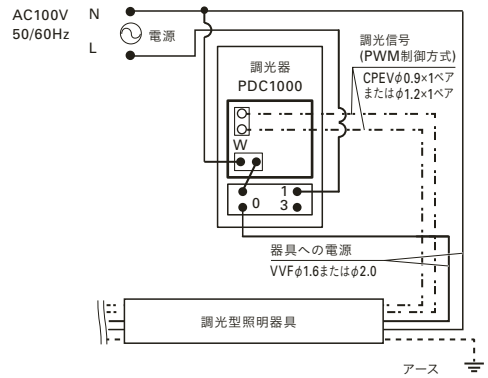 AC100V
50/60Hz
N
L
電源
調光器
PDC1000
W
0
1
3
調光信号
(PWM制御方式)
CPEVφ0.9×1ペア
またはφ1.2×1ペア
器具への電源
VVFφ1.6またはφ2.0
調光型照明器具
アース